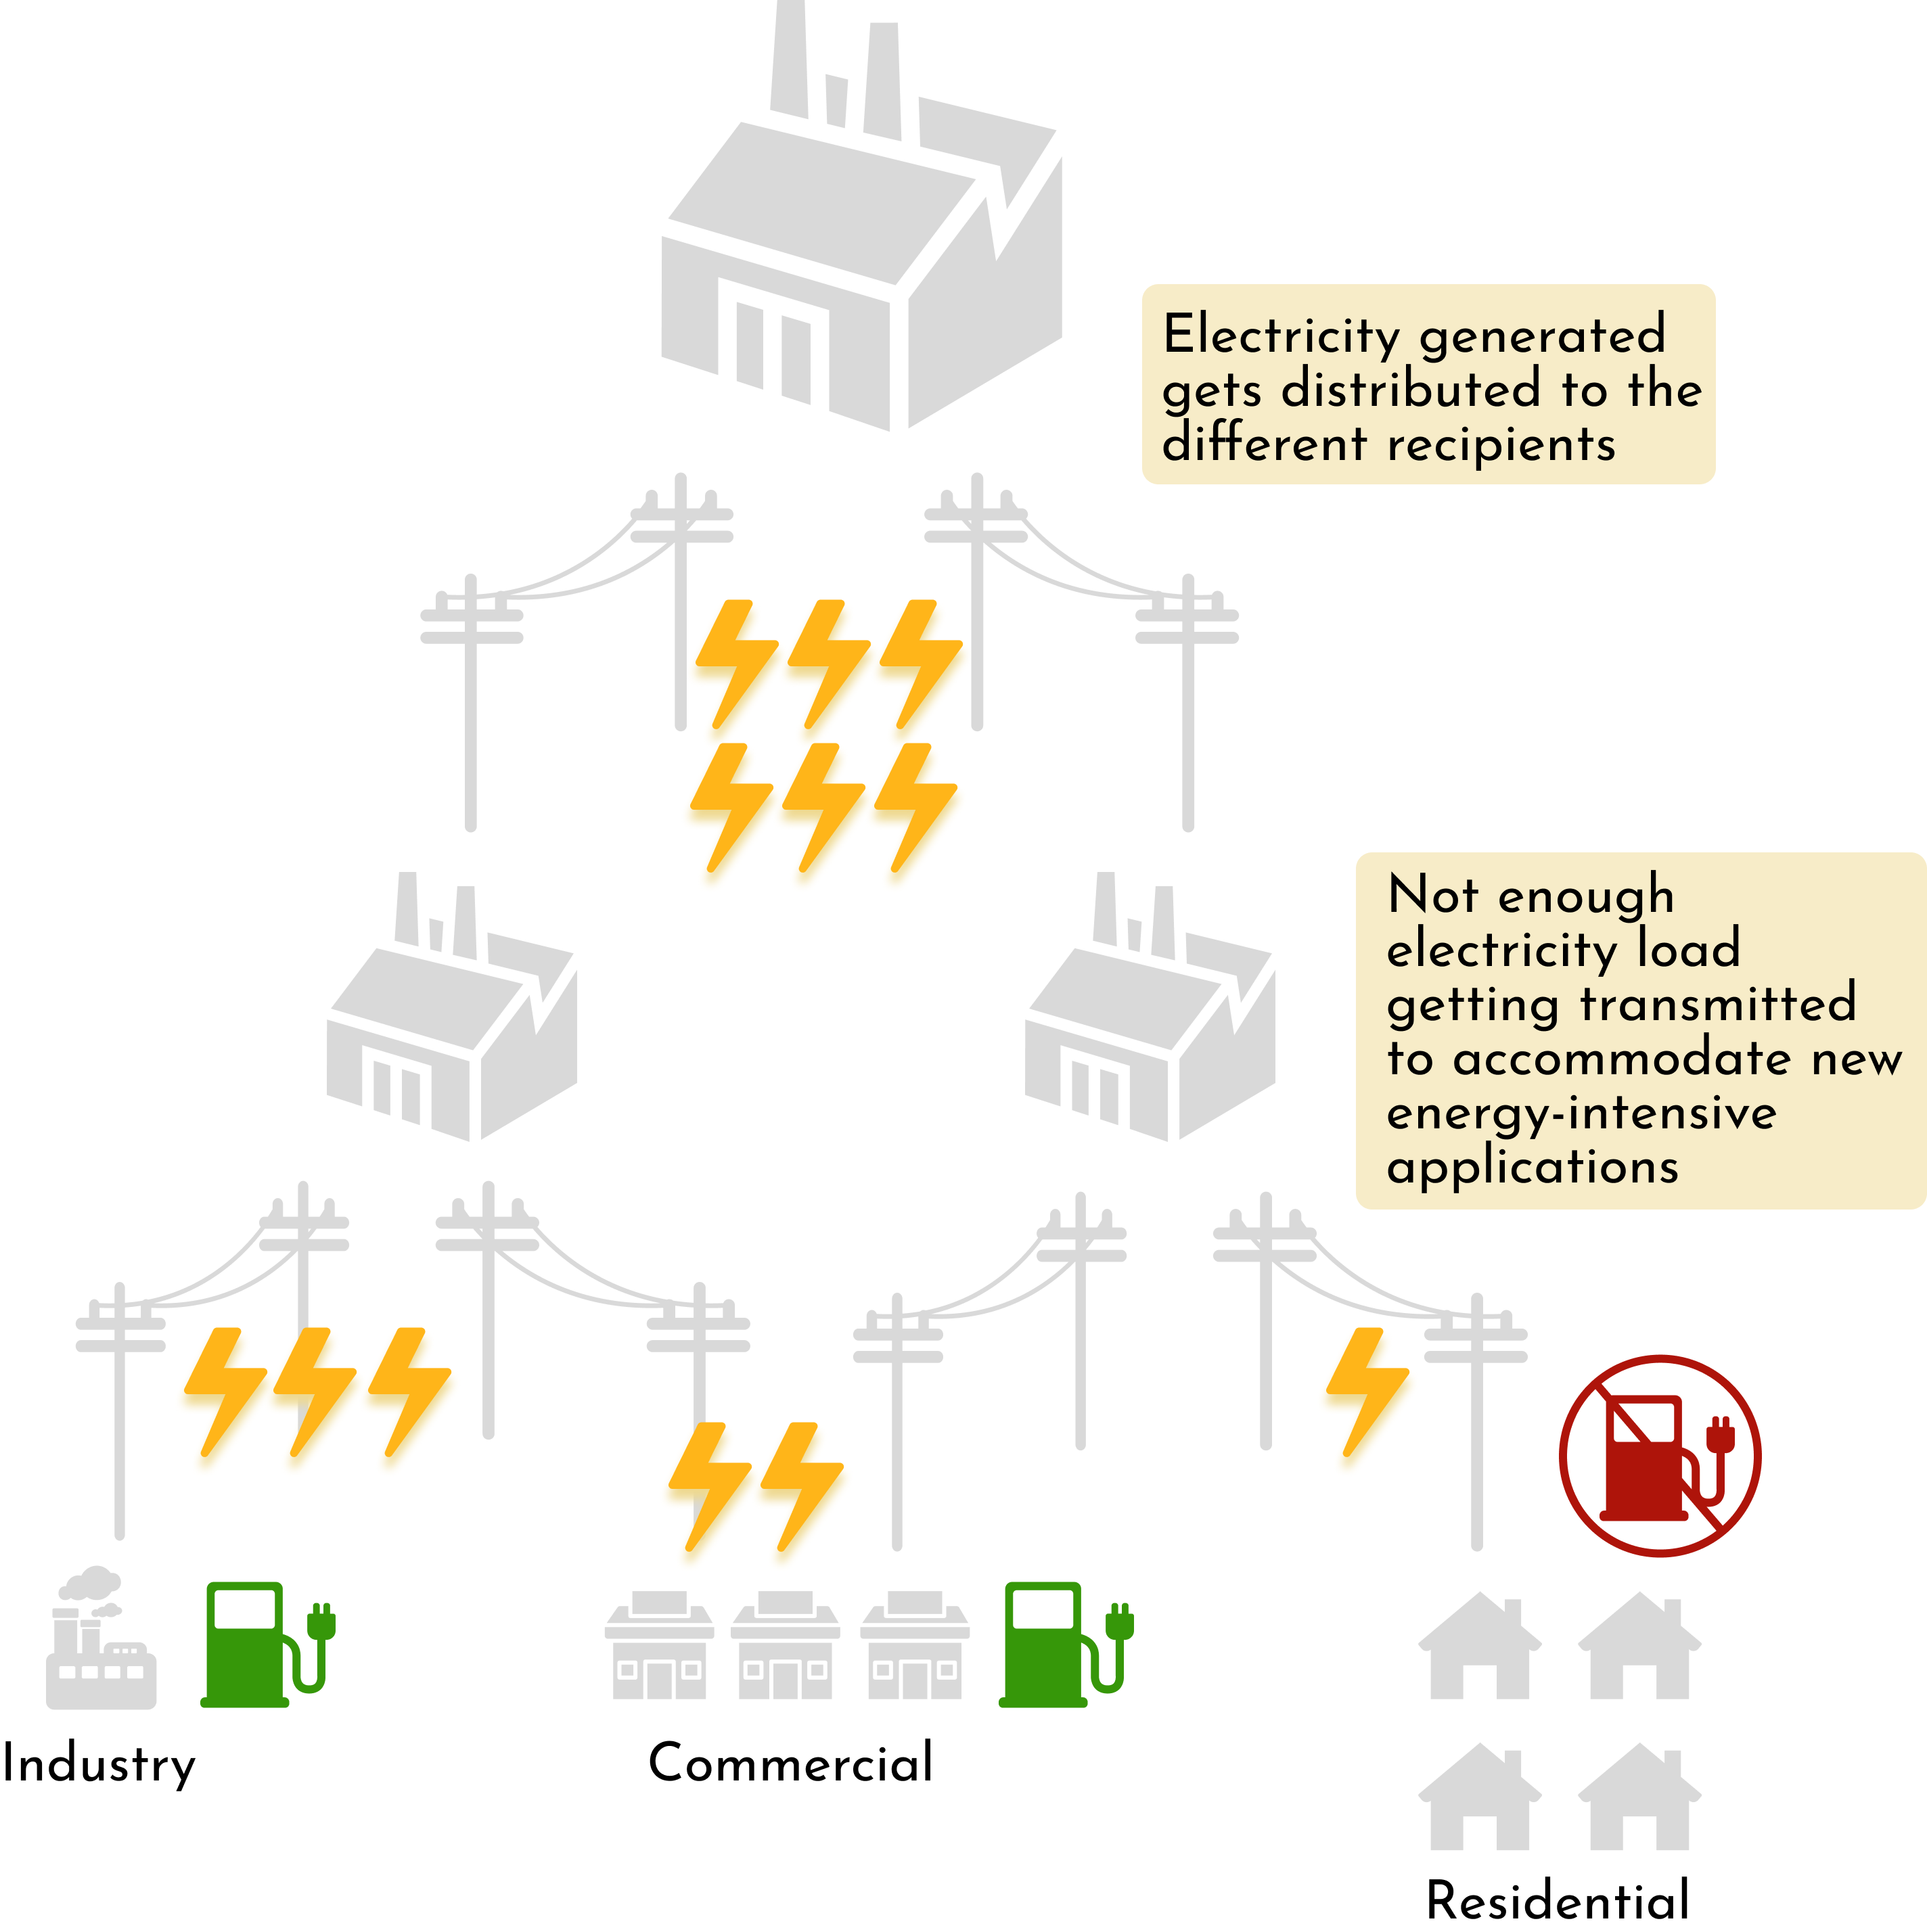 Electricity generated
gets distributed to the
different recipients
Not enough
electricity load
getting transmitted
to accommodate new
energy-intensive
applications
Industry
Commercial
Residential